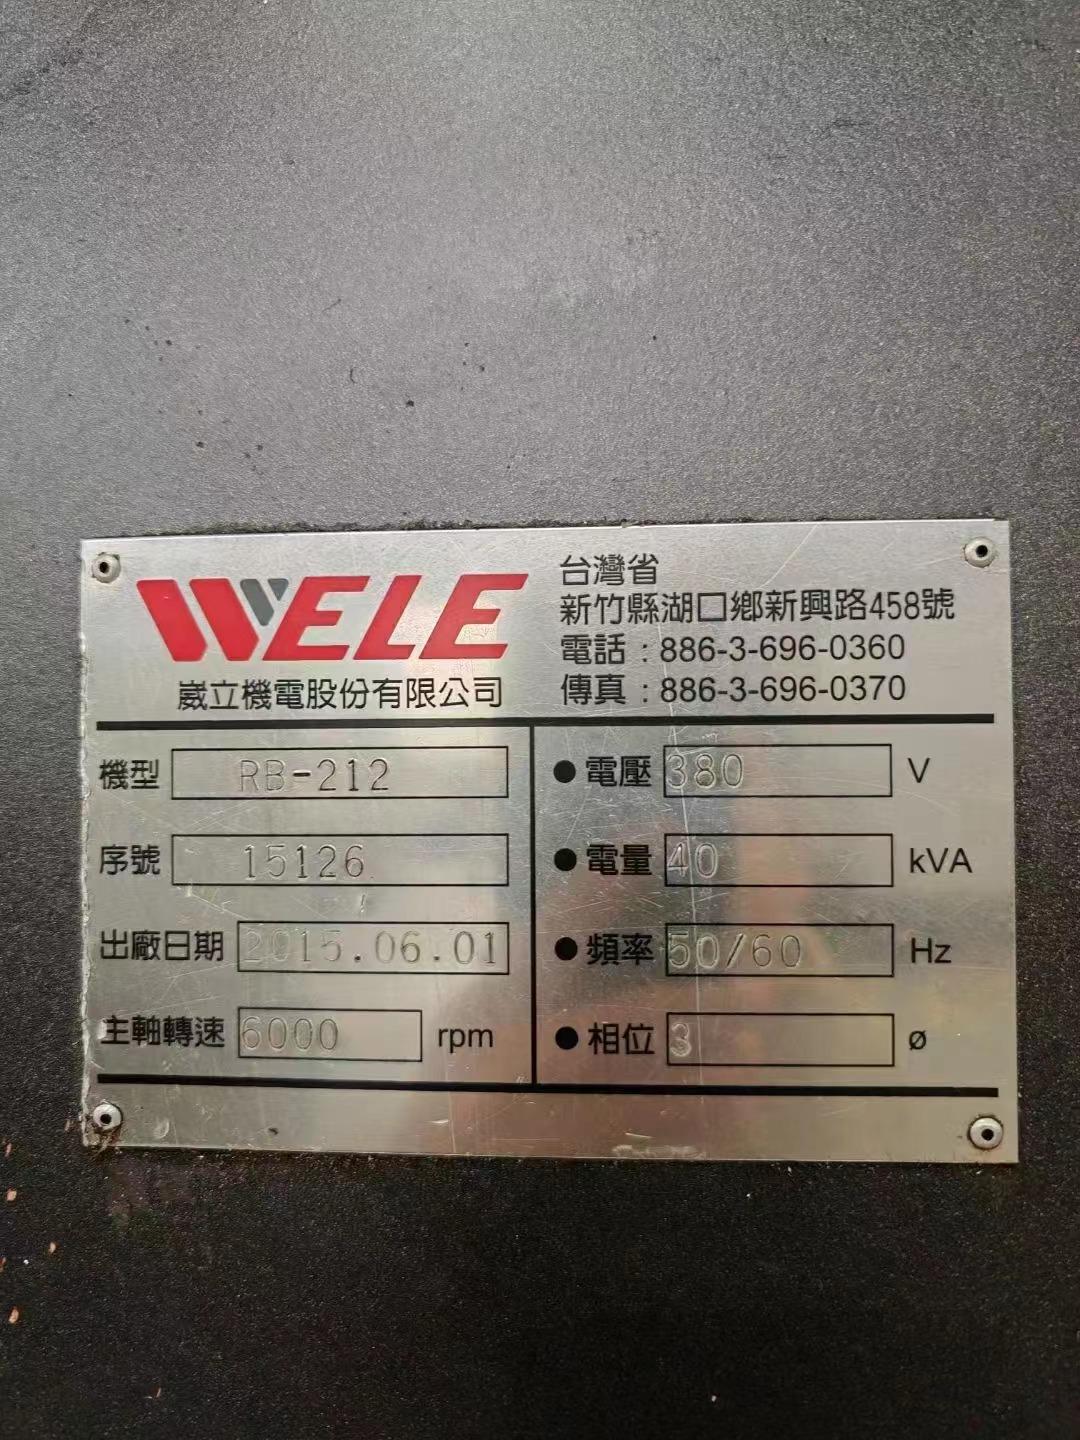 WELE
崴立機電股份有限公司
台灣省
新竹縣湖口鄉新興路458號
電話：886-3-696-0360
傳真：886-3-696-0370
機型 RB-212
序號 15126
出廠日期 2015.06.01
主軸轉速 6000 rpm
●電壓 380 V
●電量 40 kVA
●頻率 50/60 Hz
●相位 3 ø